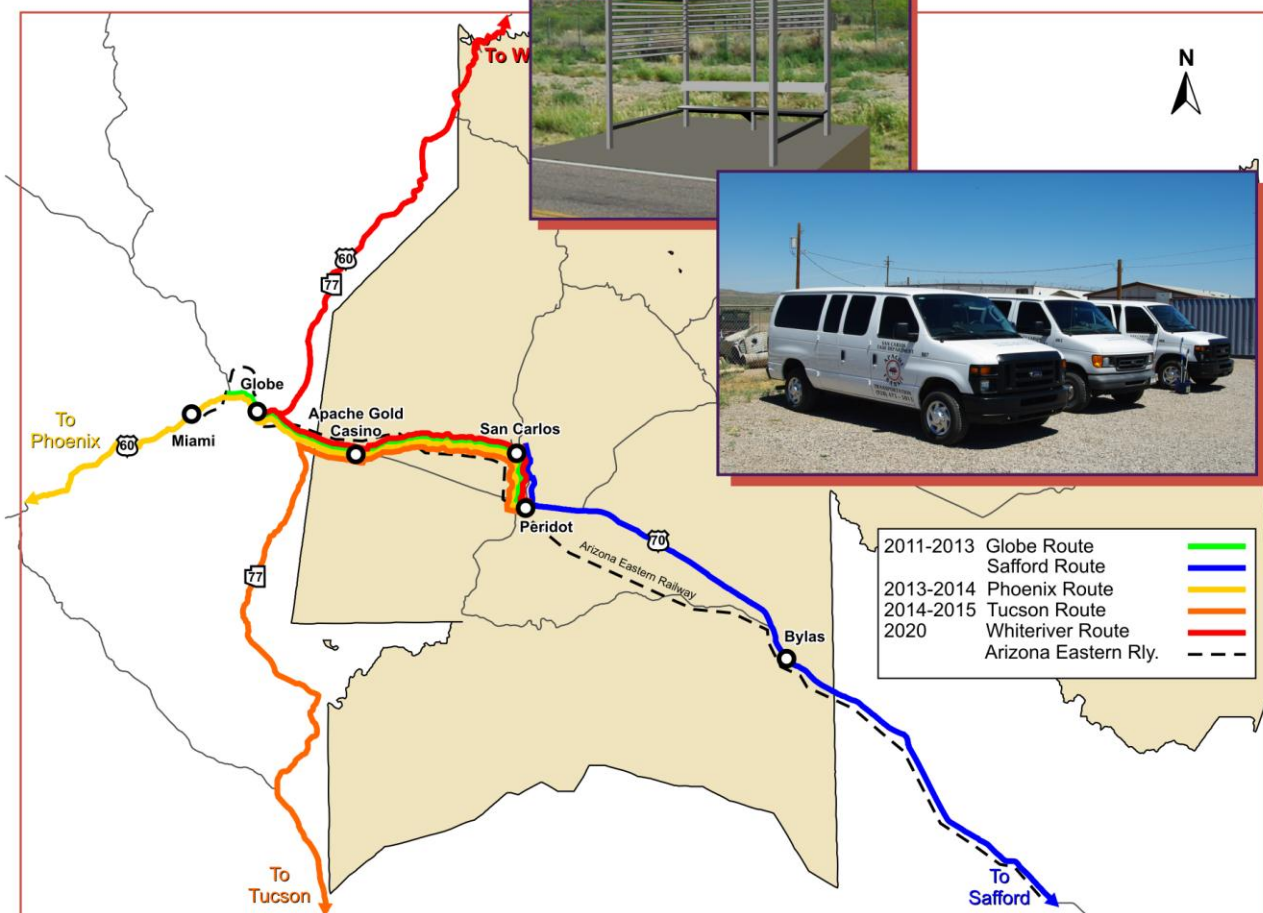 To W
N
60
77
Globe
Apache Gold
Casino
San Carlos
To
Phoenix
60
Miami
Peridot
70
Arizona Eastern Railway
77
Bylas
2011-2013 Globe Route
Safford Route
2013-2014 Phoenix Route
2014-2015 Tucson Route
2020 Whiteriver Route
Arizona Eastern Rly.
To
Tucson
To
Safford